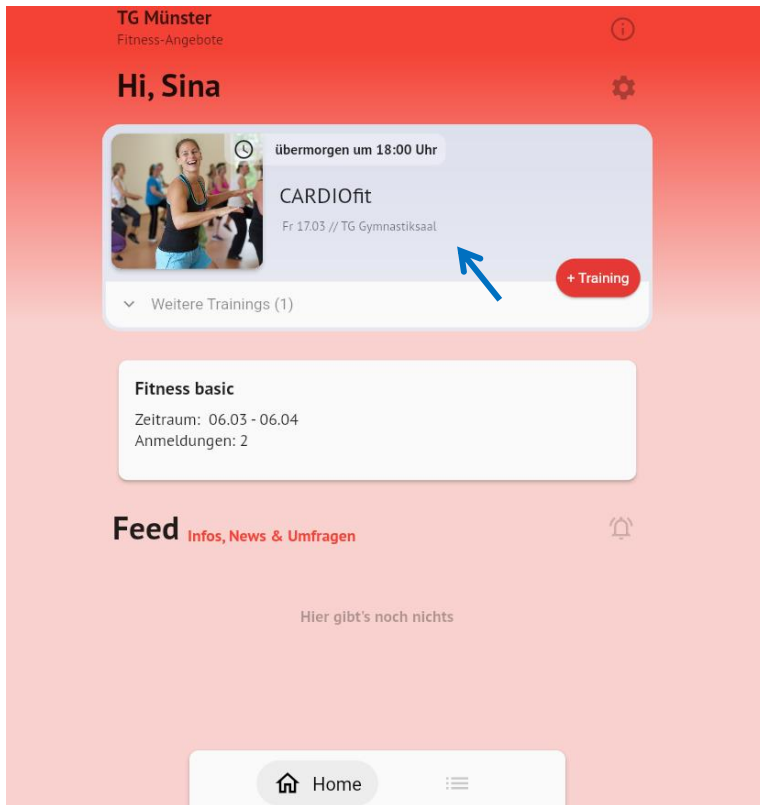 TG Münster
Fitness-Angebote
Hi, Sina
übermorgen um 18:00 Uhr
CARDIOfit
Fr 17.03 // TG Gymnastiksaal
+ Training
Weitere Trainings (1)
Fitness basic
Zeitraum: 06.03 - 06.04
Anmeldungen: 2
Feed Infos, News & Umfragen
Hier gibt's noch nichts
Home